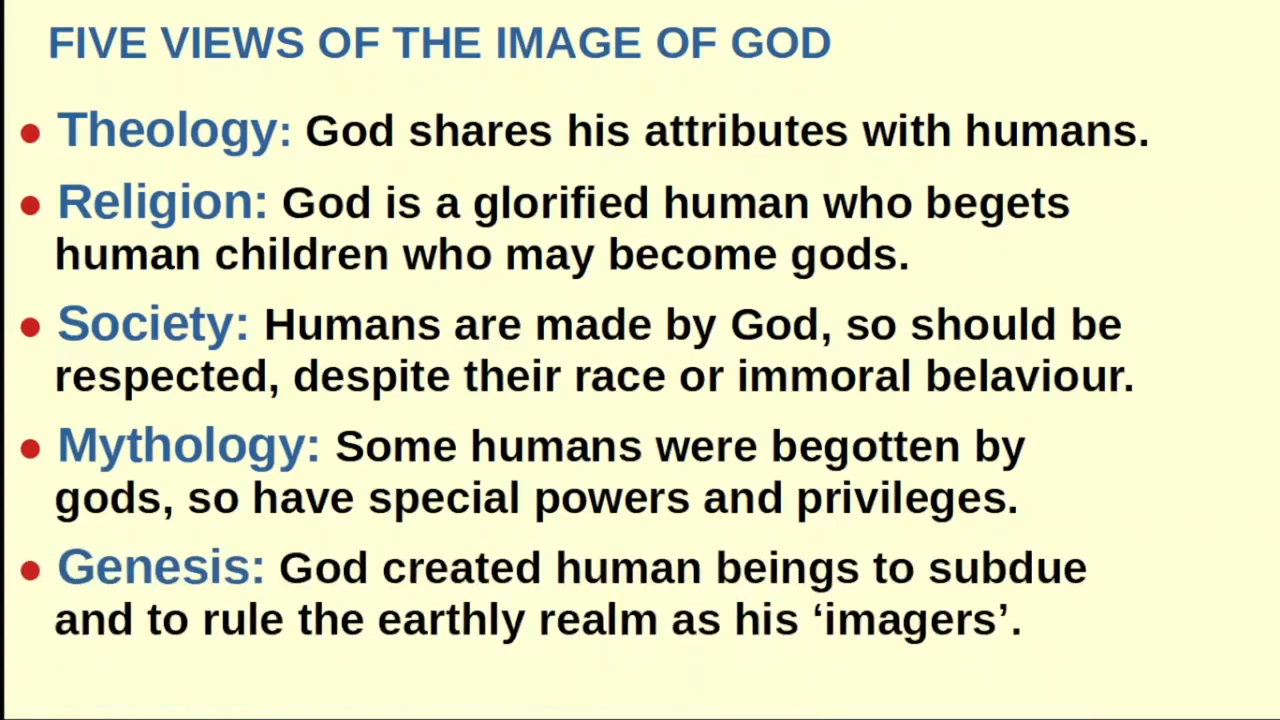 FIVE VIEWS OF THE IMAGE OF GOD
• Theology: God shares his attributes with humans.
• Religion: God is a glorified human who begets
human children who may become gods.
• Society: Humans are made by God, so should be
respected, despite their race or immoral belaviour.
• Mythology: Some humans were begotten by
gods, so have special powers and privileges.
• Genesis: God created human beings to subdue
and to rule the earthly realm as his ‘imagers’.